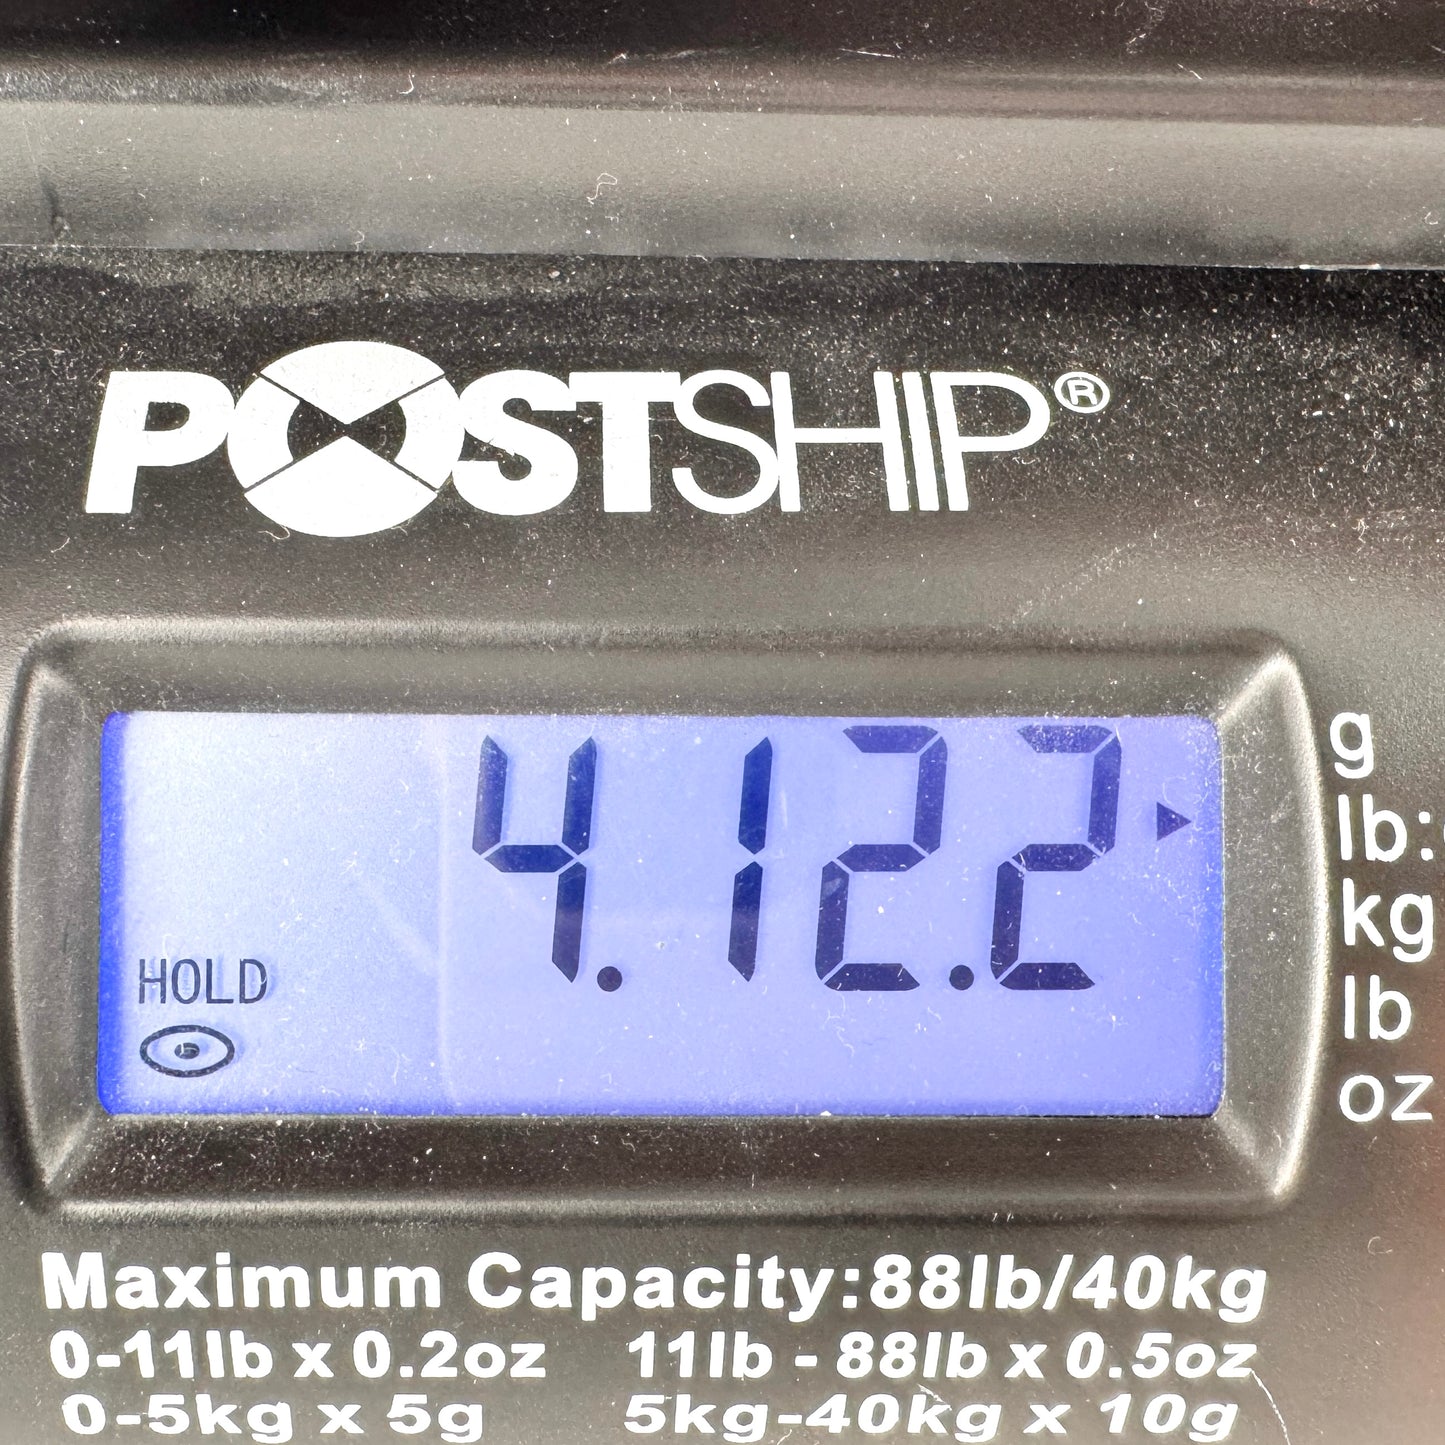 POSTSHIP®
g
4.12.2
lb:
kg
HOLD
lb
oz
Maximum Capacity:88lb/40kg
0-11lb x 0.2oz 11lb - 88lb x 0.5oz
0-5kg x 5g 5kg-40kg x 10g